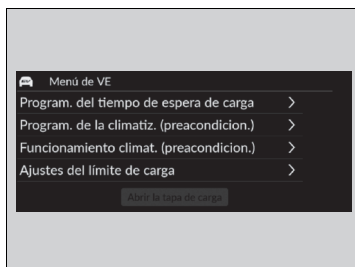 Menú de VE
Program. del tiempo de espera de carga
Program. de la climatiz. (preacondicion.)
Funcionamiento climat. (preacondicion.)
Ajustes del límite de carga
Abrir la tapa de carga